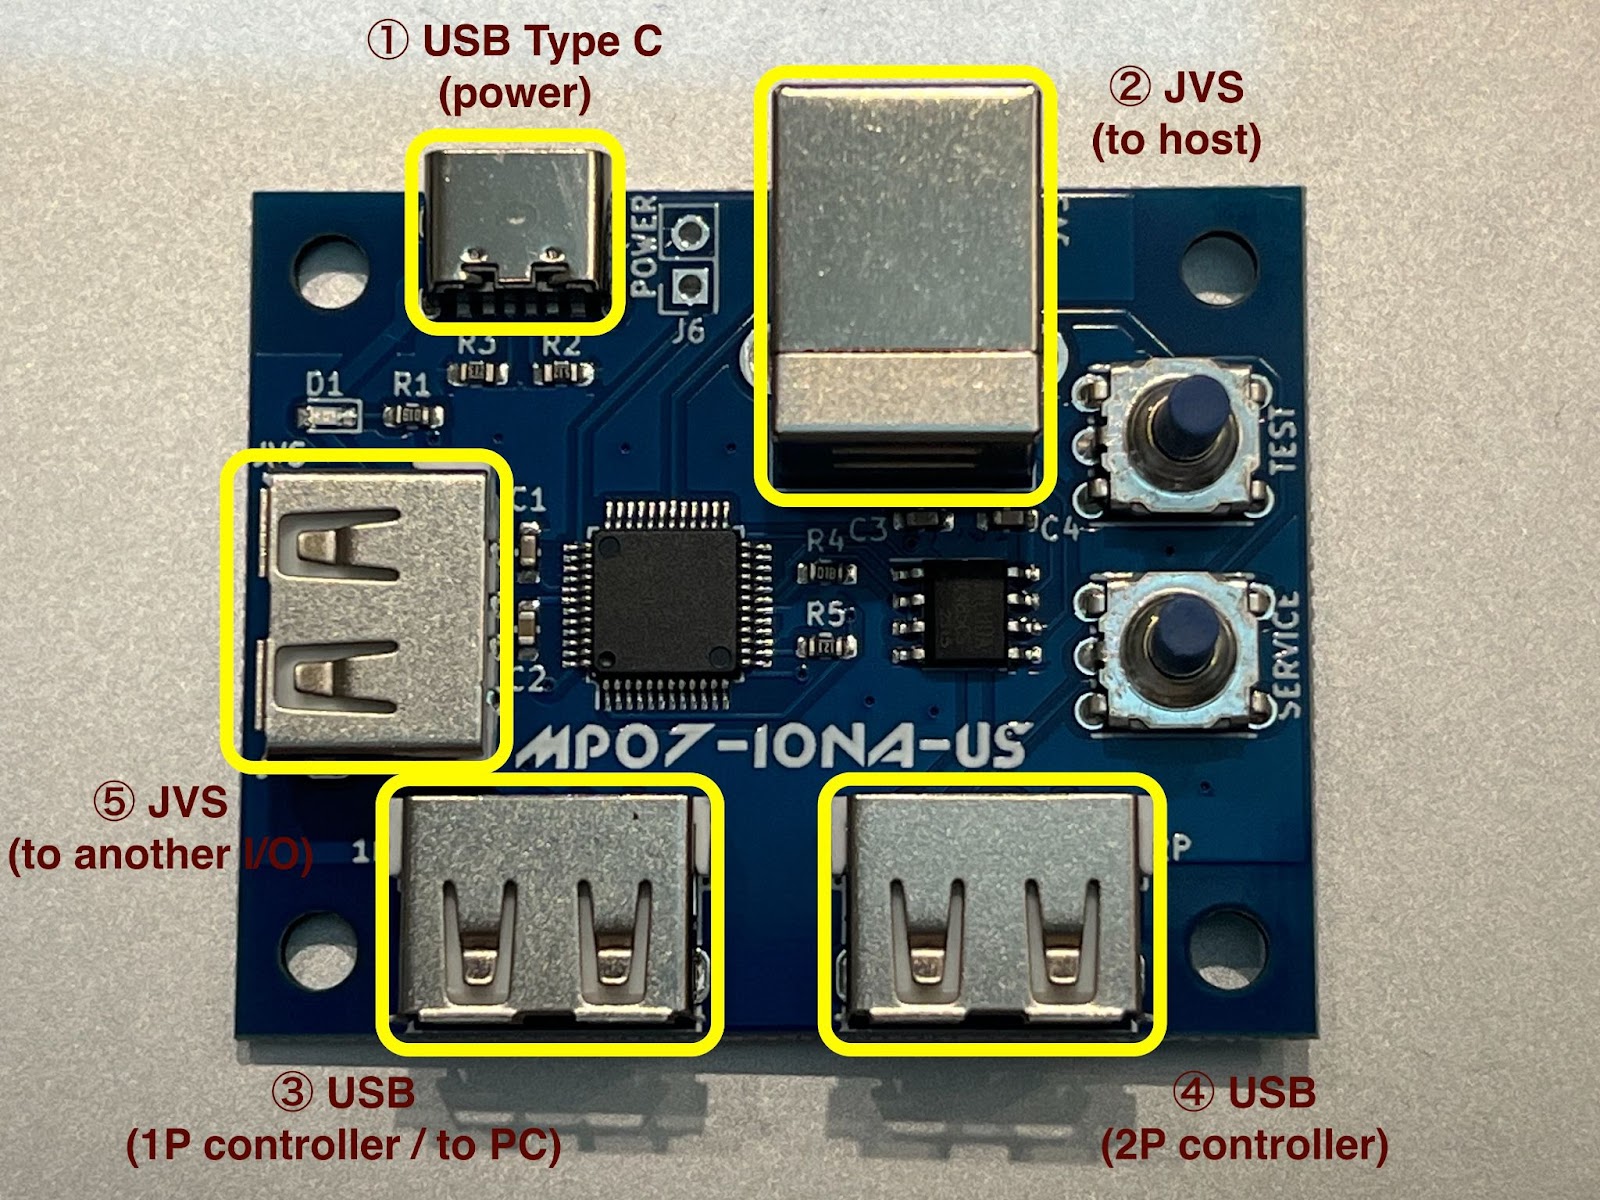 ① USB Type C
(power)
② JVS
(to host)
POWER
J6
R3
R2
D1
R1
TEST
C1
C3
C4
R4
R5
C2
SERVICE
MP07-IONA-US
⑤ JVS
(to another I/O)
③ USB
(1P controller / to PC)
④ USB
(2P controller)